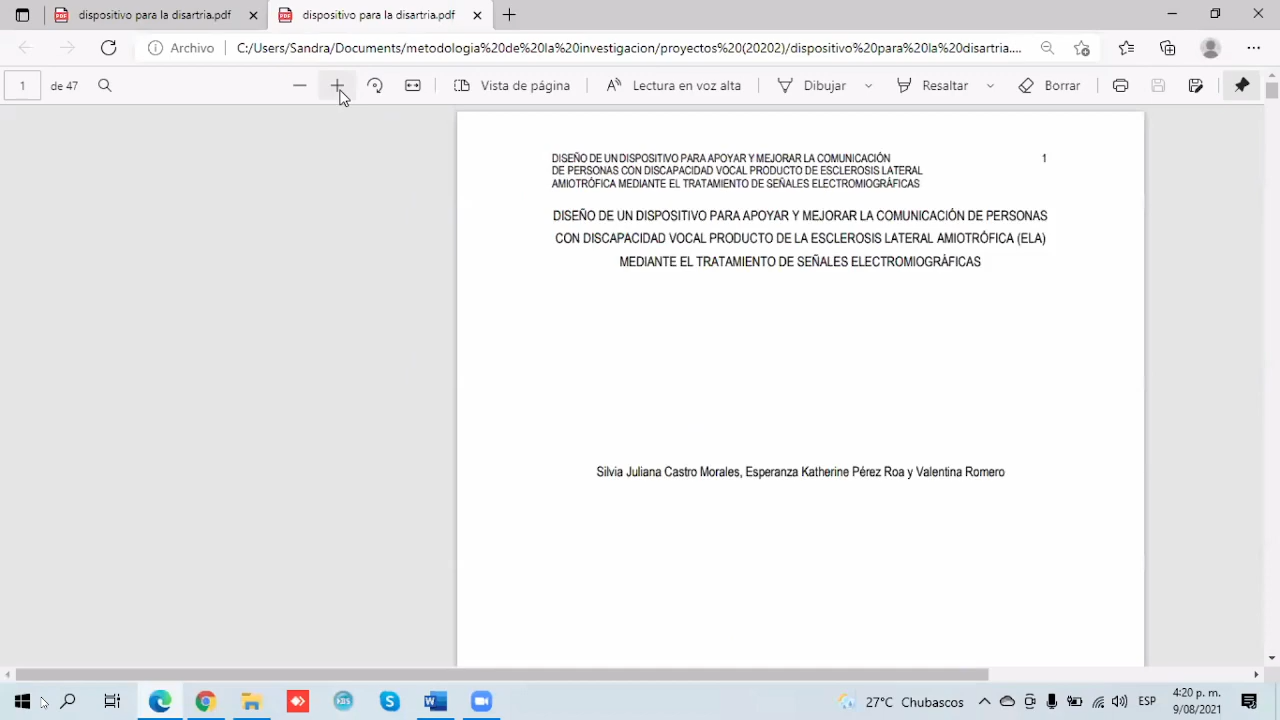 dispositivo para la disartria.pdf
dispositivo para la disartria.pdf
Archivo
C:/Users/Sandra/Documents/metodologia%20de%20la%20investigacion/proyectos%20(20202)/dispositivo%20para%20la%20disartria....
1 de 47
Vista de página
Lectura en voz alta
Dibujar
Resaltar
Borrar
DISEÑO DE UN DISPOSITIVO PARA APOYAR Y MEJORAR LA COMUNICACIÓN 1
DE PERSONAS CON DISCAPACIDAD VOCAL PRODUCTO DE ESCLEROSIS LATERAL
AMIOTRÓFICA MEDIANTE EL TRATAMIENTO DE SEÑALES ELECTROMIOGRÁFICAS
DISEÑO DE UN DISPOSITIVO PARA APOYAR Y MEJORAR LA COMUNICACIÓN DE PERSONAS
CON DISCAPACIDAD VOCAL PRODUCTO DE LA ESCLEROSIS LATERAL AMIOTRÓFICA (ELA)
MEDIANTE EL TRATAMIENTO DE SEÑALES ELECTROMIOGRÁFICAS
Silvia Juliana Castro Morales, Esperanza Katherine Pérez Roa y Valentina Romero
27°C Chubascos
ESP
4:20 p. m.
9/08/2021